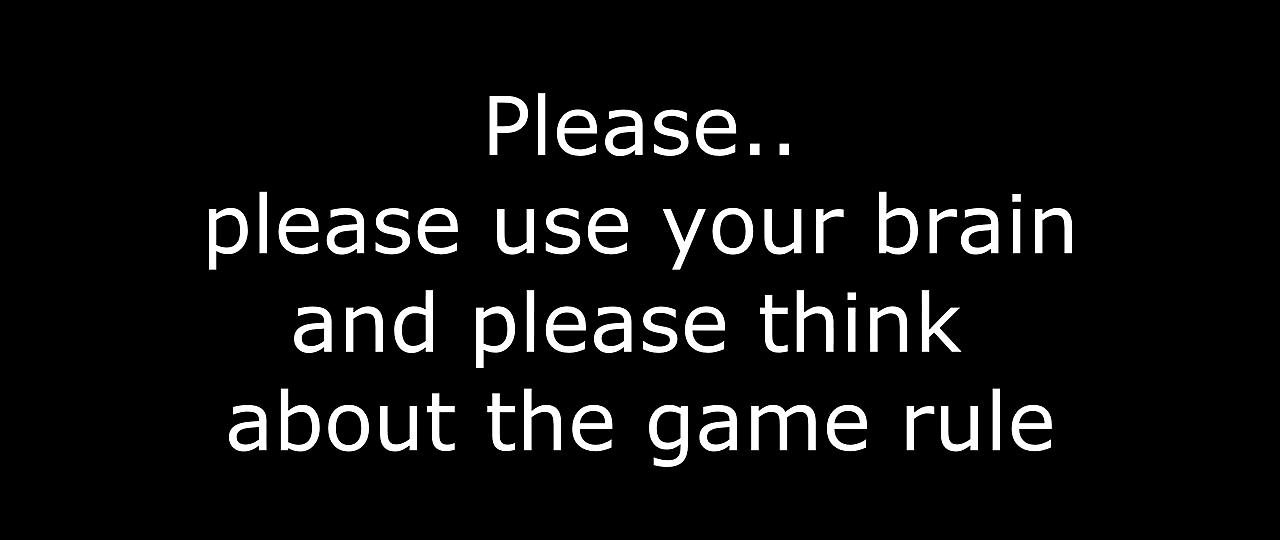 Please..
please use your brain
and please think
about the game rule